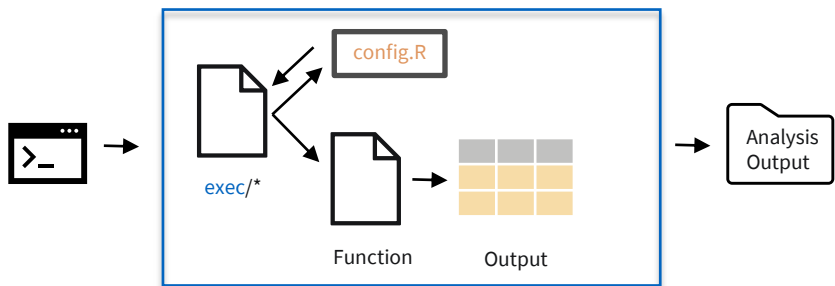 config.R
>_
exec/*
Analysis
Output
Function
Output